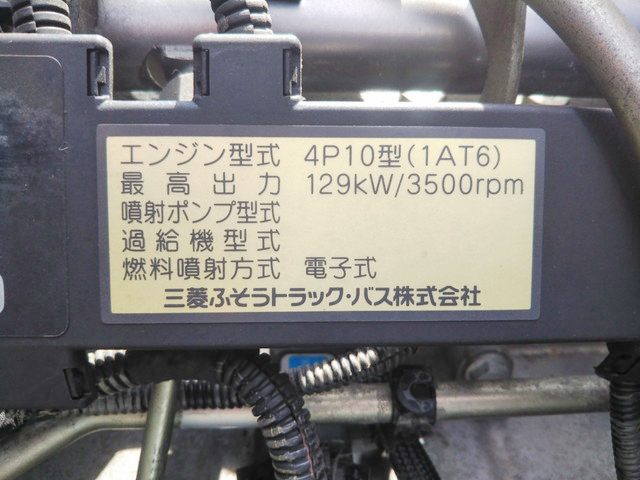 エンジン型式 4P10型(1AT6)
最高出力 129kW/3500rpm
噴射ポンプ型式
過給機型式
燃料噴射方式 電子式
三菱ふそうトラック・バス株式会社